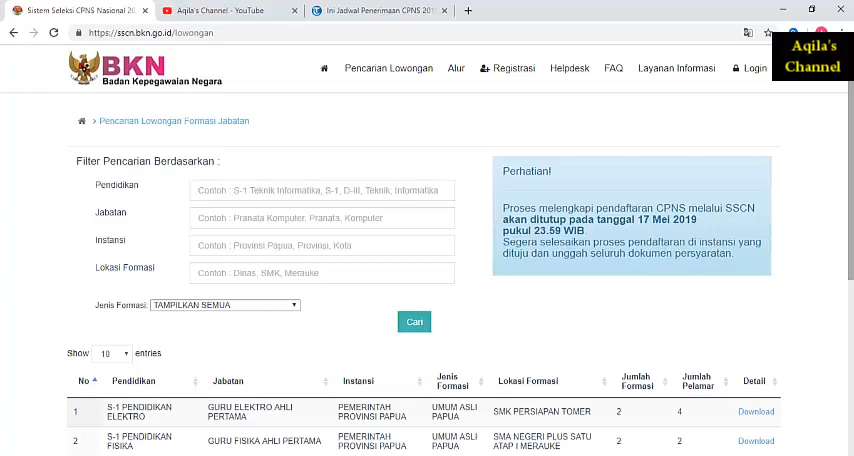 Sistem Seleksi CPNS Nasional 20
Aqila's Channel - YouTube
Ini Jadwal Penerimaan CPNS 2019
https://sscn.bkn.go.id/lowongan
Aqila's
Channel
BKN
Badan Kepegawaian Negara
Pencarian Lowongan Alur Registrasi Helpdesk FAQ Layanan Informasi Login
> Pencarian Lowongan Formasi Jabatan
Filter Pencarian Berdasarkan :
Pendidikan
Contoh : S-1 Teknik Informatika, S-1, D-III, Teknik, Informatika
Jabatan
Contoh : Pranata Komputer, Pranata, Komputer
Instansi
Contoh : Provinsi Papua, Provinsi, Kota
Lokasi Formasi
Contoh : Dinas, SMK, Merauke
Jenis Formasi: TAMPILKAN SEMUA
Cari
Perhatian!
Proses melengkapi pendaftaran CPNS melalui SSCN
akan ditutup pada tanggal 17 Mei 2019
pukul 23.59 WIB
Segera selesaikan proses pendaftaran di instansi yang
dituju dan unggah seluruh dokumen persyaratan.
Show 10 entries
No Pendidikan Jabatan Instansi Jenis Formasi Lokasi Formasi Jumlah Formasi Jumlah Pelamar Detail
1 S-1 PENDIDIKAN ELEKTRO GURU ELEKTRO AHLI PERTAMA PEMERINTAH PROVINSI PAPUA UMUM ASLI PAPUA SMK PERSIAPAN TOMER 2 4 Download
2 S-1 PENDIDIKAN FISIKA GURU FISIKA AHLI PERTAMA PEMERINTAH PROVINSI PAPUA UMUM ASLI PAPUA SMA NEGERI PLUS SATU ATAP I MERAUKE 2 2 Download